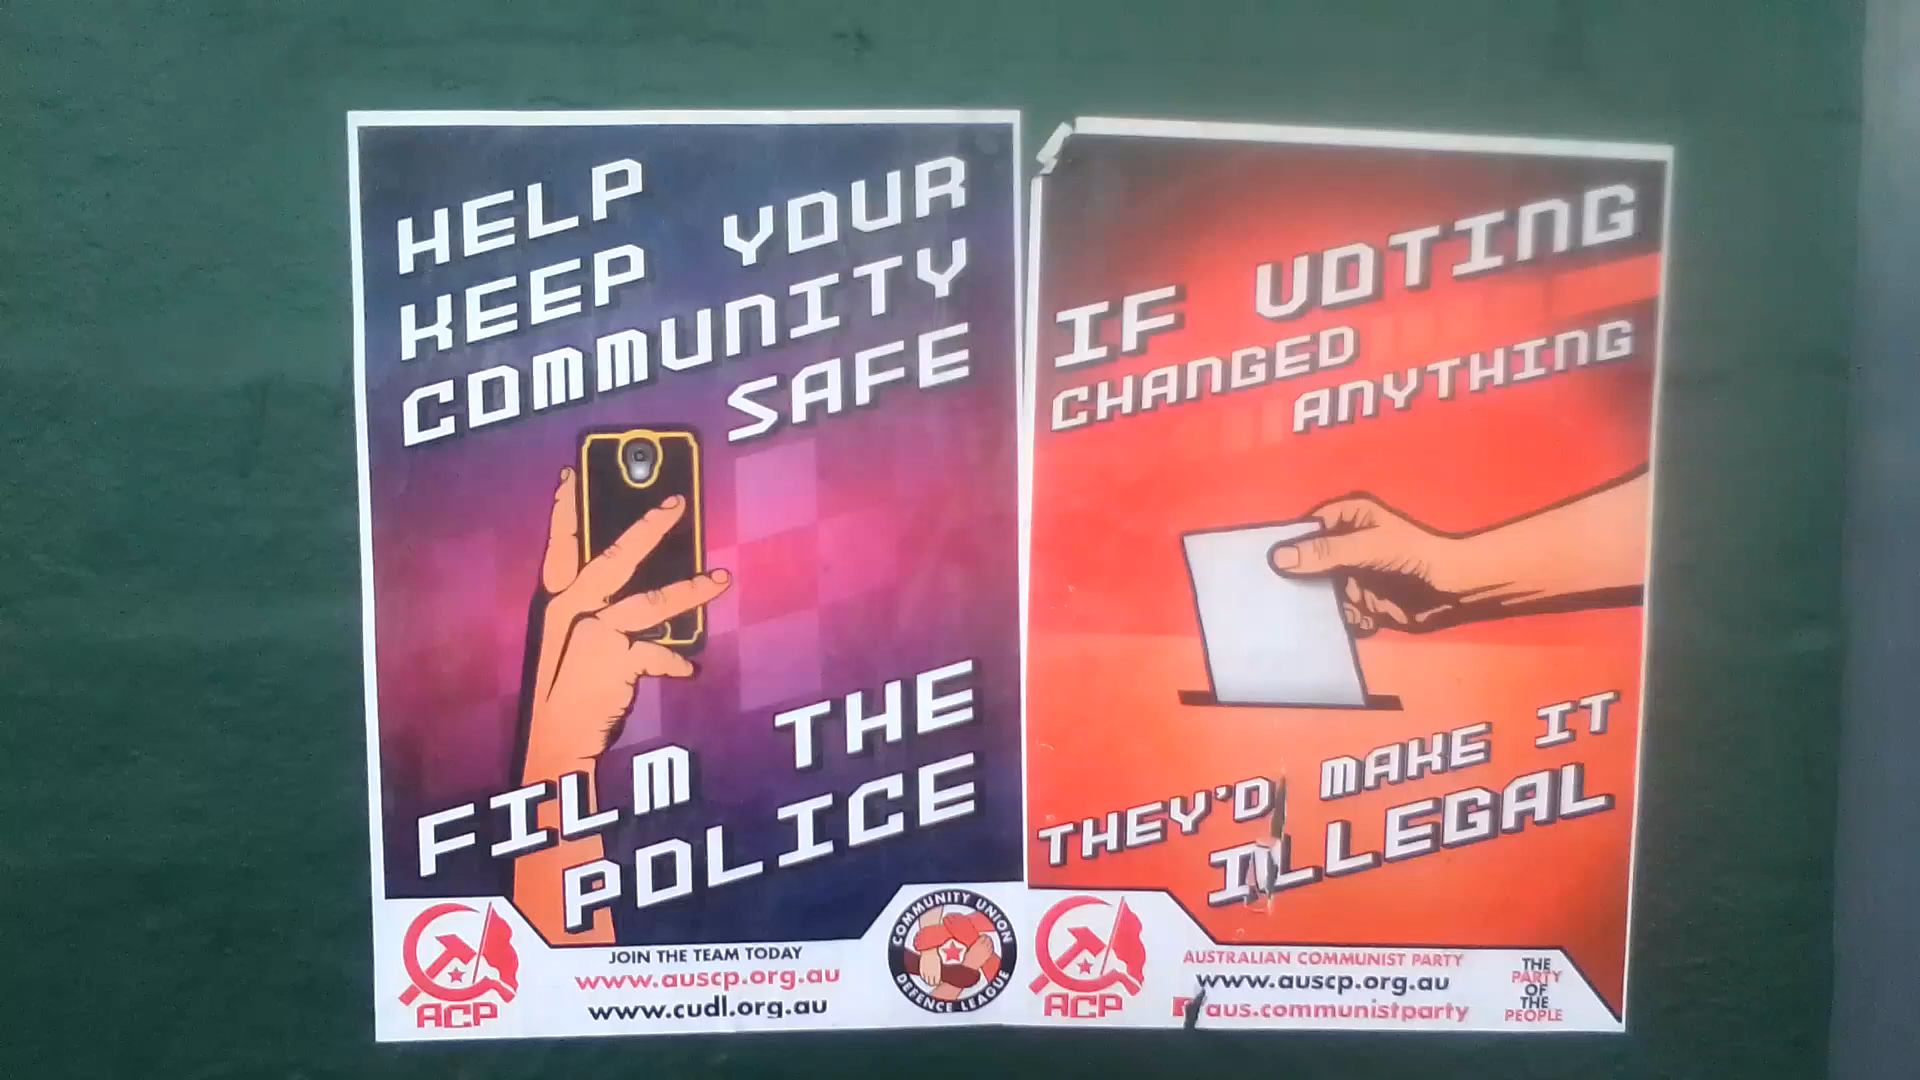 HELP
KEEP YOUR
COMMUNITY
SAFE
FILM THE
POLICE
ACP
JOIN THE TEAM TODAY
www.auscp.org.au
www.cudl.org.au
COMMUNITY UNION
DEFENCE LEAGUE
IF VOTING
CHANGED
ANYTHING
THEY'D MAKE IT
ILLEGAL
ACP
AUSTRALIAN COMMUNIST PARTY
www.auscp.org.au
aus.communistparty
THE
PARTY
OF
THE
PEOPLE